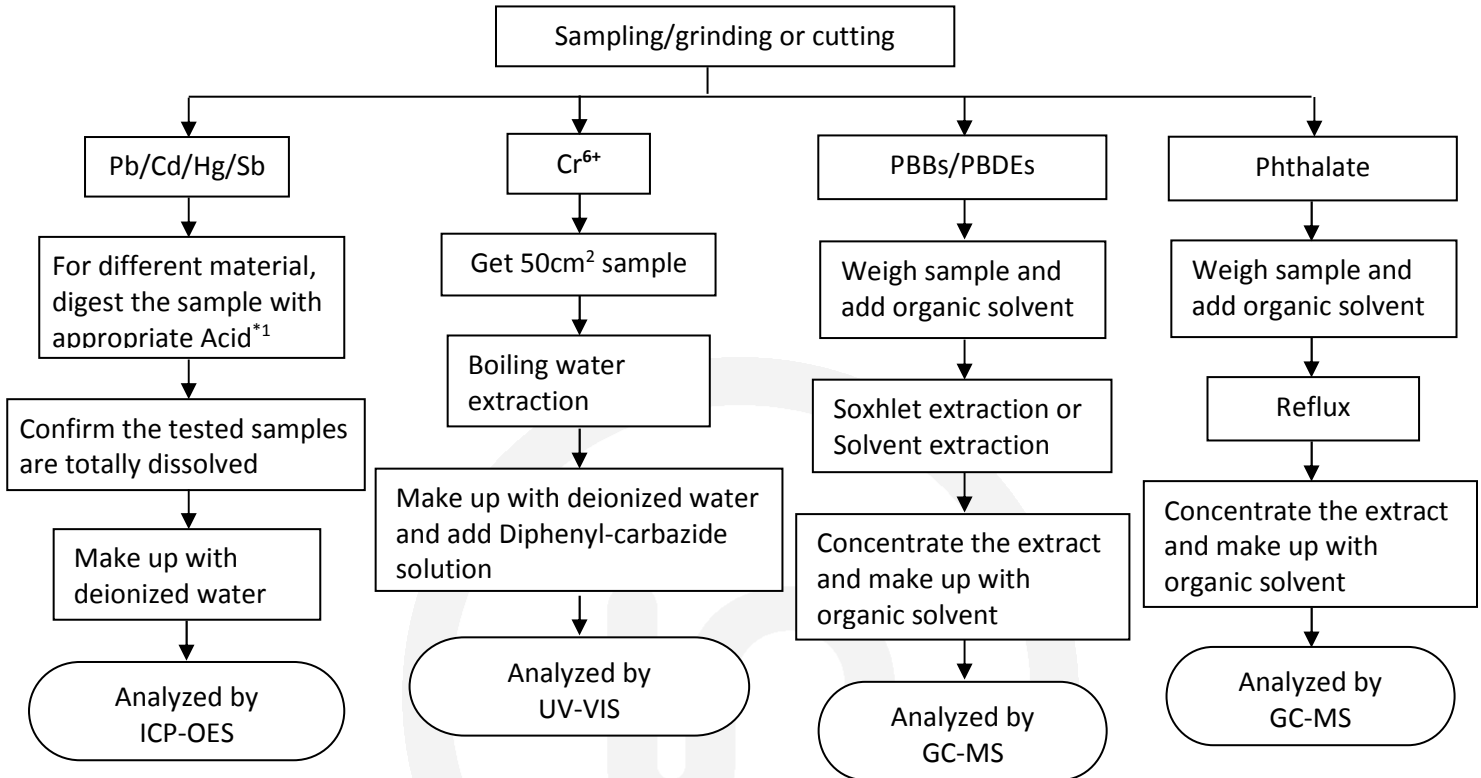 Sampling/grinding or cutting
Pb/Cd/Hg/Sb
For different material,
digest the sample with
appropriate Acid*1
Confirm the tested samples
are totally dissolved
Make up with
deionized water
Analyzed by
ICP-OES
Cr6+
Get 50cm2 sample
Boiling water
extraction
Make up with deionized water
and add Diphenyl-carbazide
solution
Analyzed by
UV-VIS
PBBs/PBDEs
Weigh sample and
add organic solvent
Soxhlet extraction or
Solvent extraction
Concentrate the extract
and make up with
organic solvent
Analyzed by
GC-MS
Phthalate
Weigh sample and
add organic solvent
Reflux
Concentrate the extract
and make up with
organic solvent
Analyzed by
GC-MS